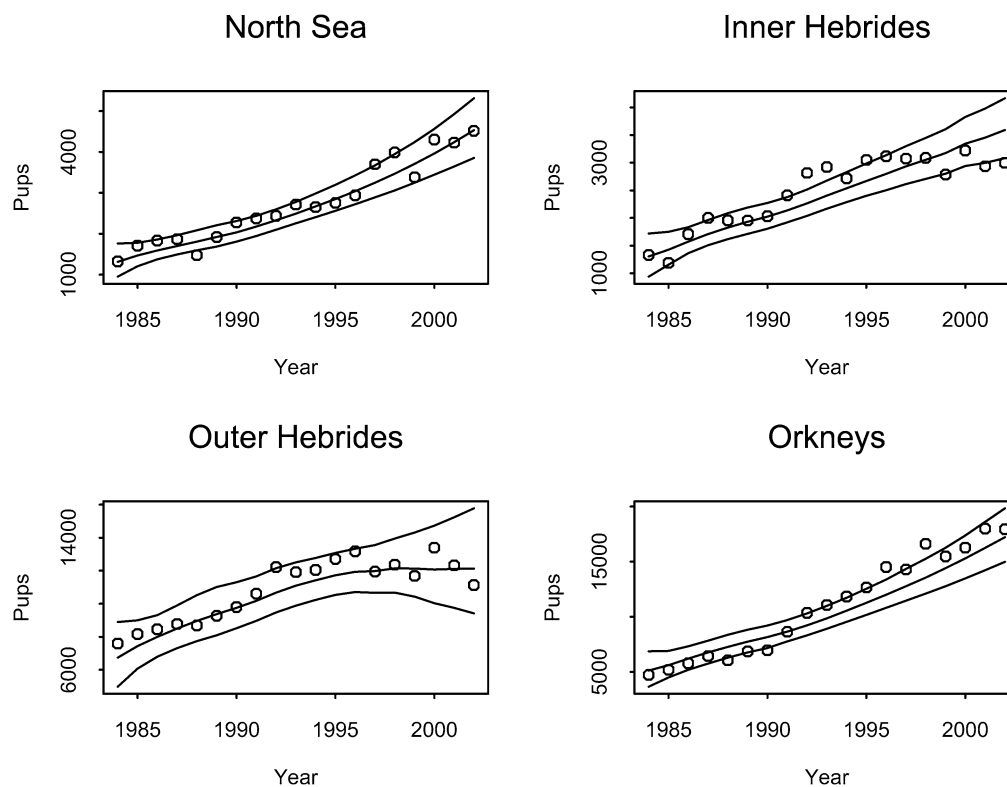 North Sea
Pups
4000
1000
1985 1990 1995 2000
Year
Inner Hebrides
Pups
3000
1000
1985 1990 1995 2000
Year
Outer Hebrides
Pups
14000
6000
1985 1990 1995 2000
Year
Orkneys
Pups
15000
5000
1985 1990 1995 2000
Year